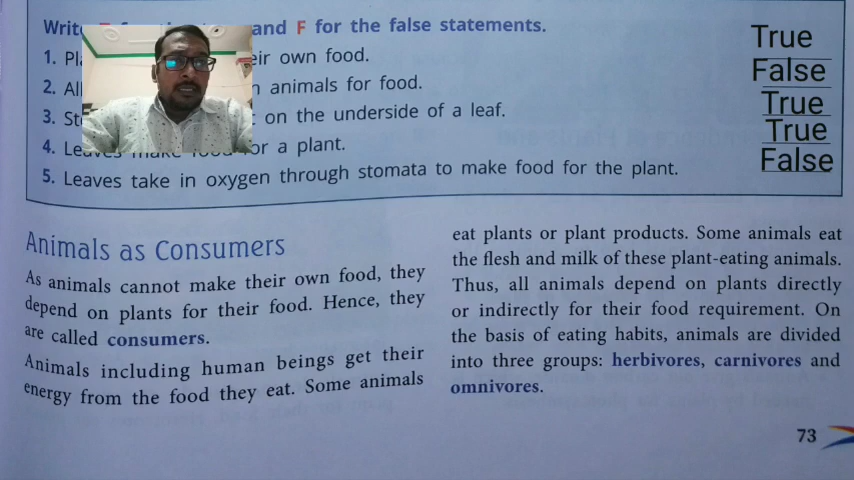 Write and F for the false statements.
1. own food.
2. All animals for food.
3. on the underside of a leaf.
4. Leaves make food for a plant.
5. Leaves take in oxygen through stomata to make food for the plant.
True
False
True
True
False
Animals as Consumers
As animals cannot make their own food, they
depend on plants for their food. Hence, they
are called consumers.
Animals including human beings get their
energy from the food they eat. Some animals
eat plants or plant products. Some animals eat
the flesh and milk of these plant-eating animals.
Thus, all animals depend on plants directly
or indirectly for their food requirement. On
the basis of eating habits, animals are divided
into three groups: herbivores, carnivores and
omnivores.
73